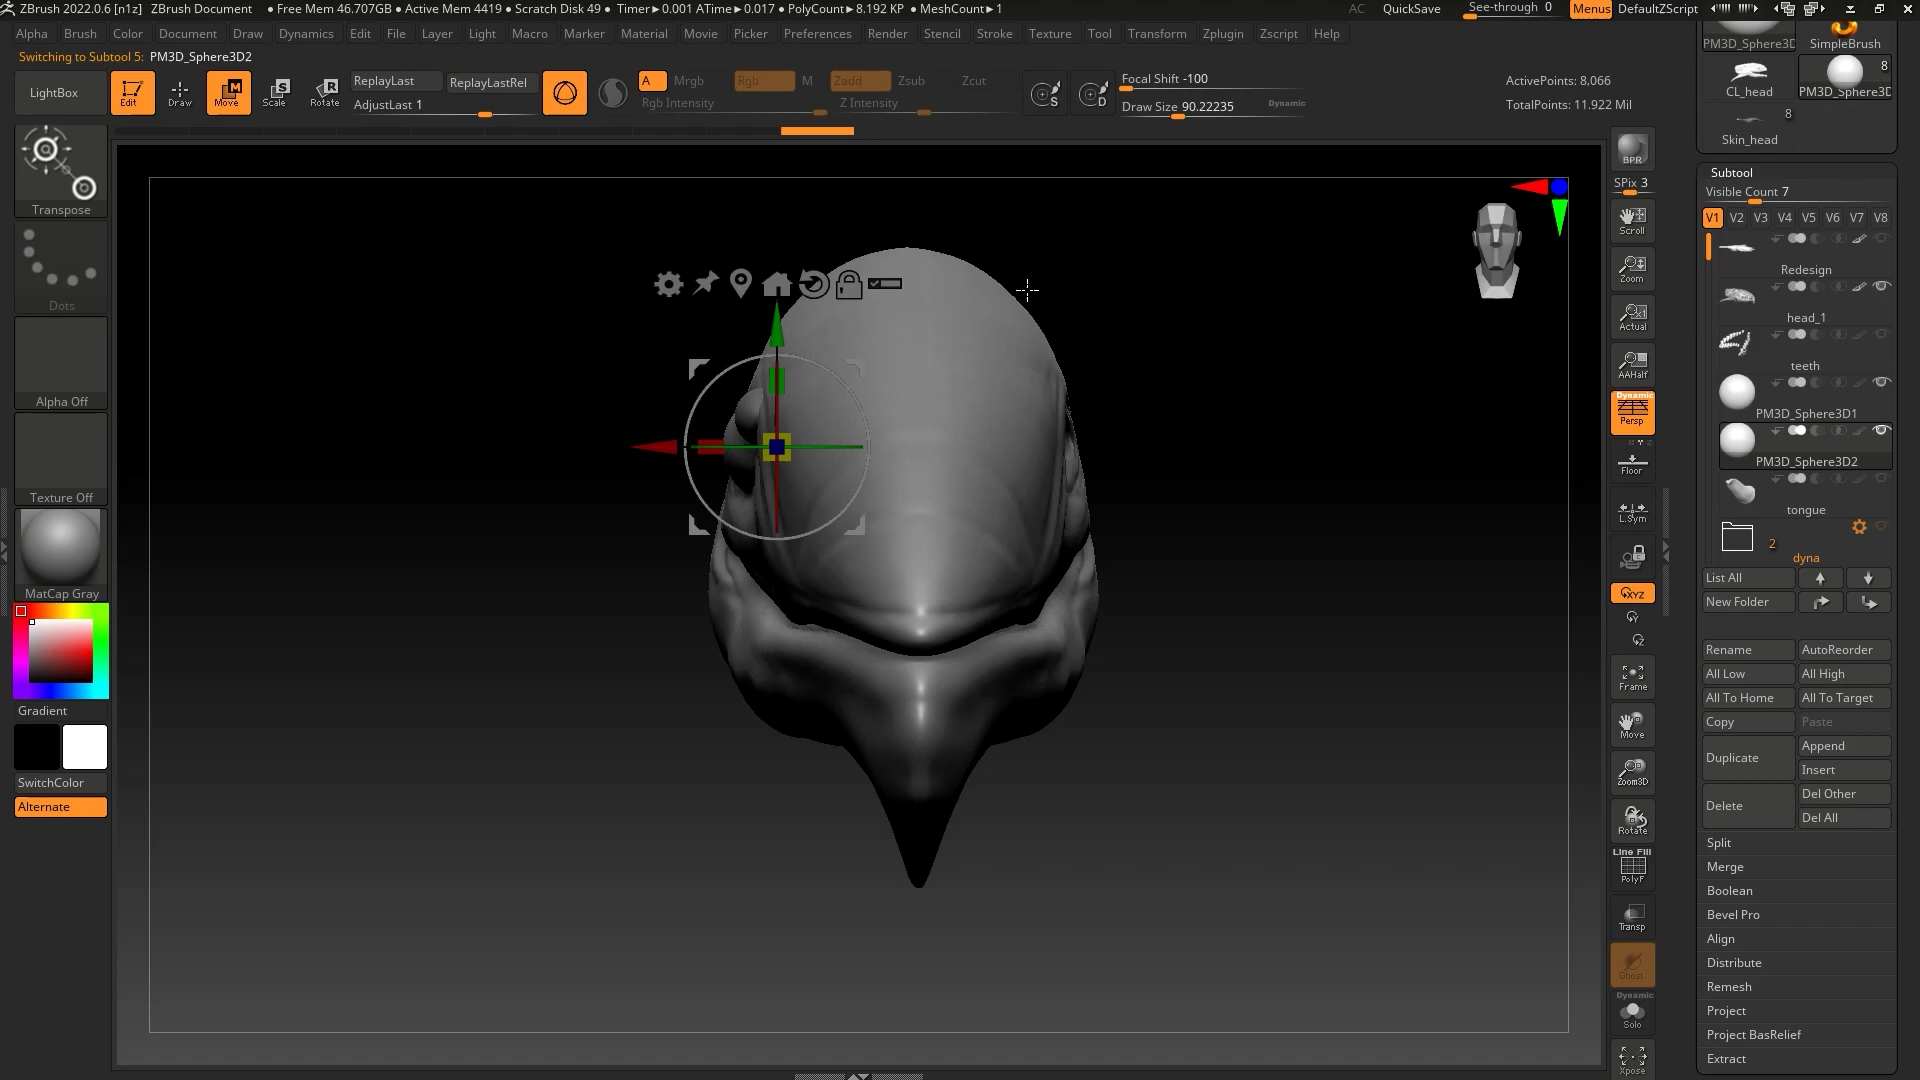 ZBrush 2022.0.6 [n1z] ZBrush Document ● Free Mem 46.707GB ● Active Mem 4419 ● Scratch Disk 49 ● Timer►0.001 ATime►0.017 ● PolyCount►8.192 KP ● MeshCount►1 AC QuickSave See-through 0 Menus DefaultZScript
Alpha Brush Color Document Draw Dynamics Edit File Layer Light Macro Marker Material Movie Picker Preferences Render Stencil Stroke Texture Tool Transform Zplugin Zscript Help
Switching to Subtool 5: PM3D_Sphere3D2
LightBox
Edit
Draw
Move
Scale
Rotate
ReplayLast
ReplayLastRel
AdjustLast 1
A Mrgb Rgb M Zadd Zsub Zcut
Rgb Intensity Z Intensity
S
D
Focal Shift -100
Draw Size 90.22235 Dynamic
ActivePoints: 8,066
TotalPoints: 11.922 Mil
Transpose
Dots
Alpha Off
Texture Off
MatCap Gray
Gradient
SwitchColor
Alternate
BPR
SPix 3
Scroll
Zoom
Actual
AAHalf
Dynamic
Persp
Floor
L.Sym
XYZ
Y
Z
Frame
Move
Zoom3D
Rotate
Line Fill
PolyF
Transp
Ghost
Dynamic
Solo
Xpose
PM3D_Sphere3D
SimpleBrush
CL_head
8
PM3D_Sphere3D
8
Skin_head
Subtool
Visible Count 7
V1 V2 V3 V4 V5 V6 V7 V8
Redesign
head_1
teeth
PM3D_Sphere3D1
PM3D_Sphere3D2
tongue
2
dyna
List All
New Folder
Rename AutoReorder
All Low All High
All To Home All To Target
Copy Paste
Duplicate Append
Insert
Delete Del Other
Del All
Split
Merge
Boolean
Bevel Pro
Align
Distribute
Remesh
Project
Project BasRelief
Extract